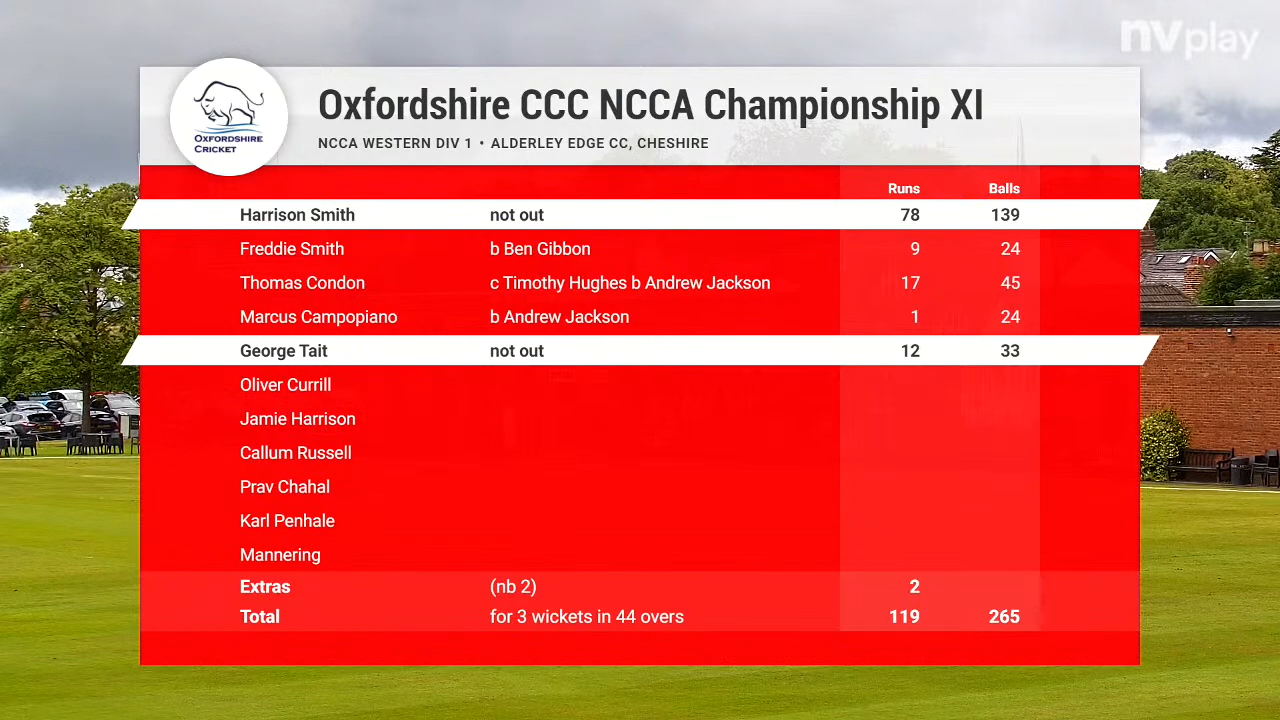 nvplay
Oxfordshire CCC NCCA Championship XI
NCCA WESTERN DIV 1 • ALDERLEY EDGE CC, CHESHIRE
OXFORDSHIRE
CRICKET
Runs Balls
Harrison Smith not out 78 139
Freddie Smith b Ben Gibbon 9 24
Thomas Condon c Timothy Hughes b Andrew Jackson 17 45
Marcus Campopiano b Andrew Jackson 1 24
George Tait not out 12 33
Oliver Currill
Jamie Harrison
Callum Russell
Prav Chahal
Karl Penhale
Mannering
Extras (nb 2) 2
Total for 3 wickets in 44 overs 119 265